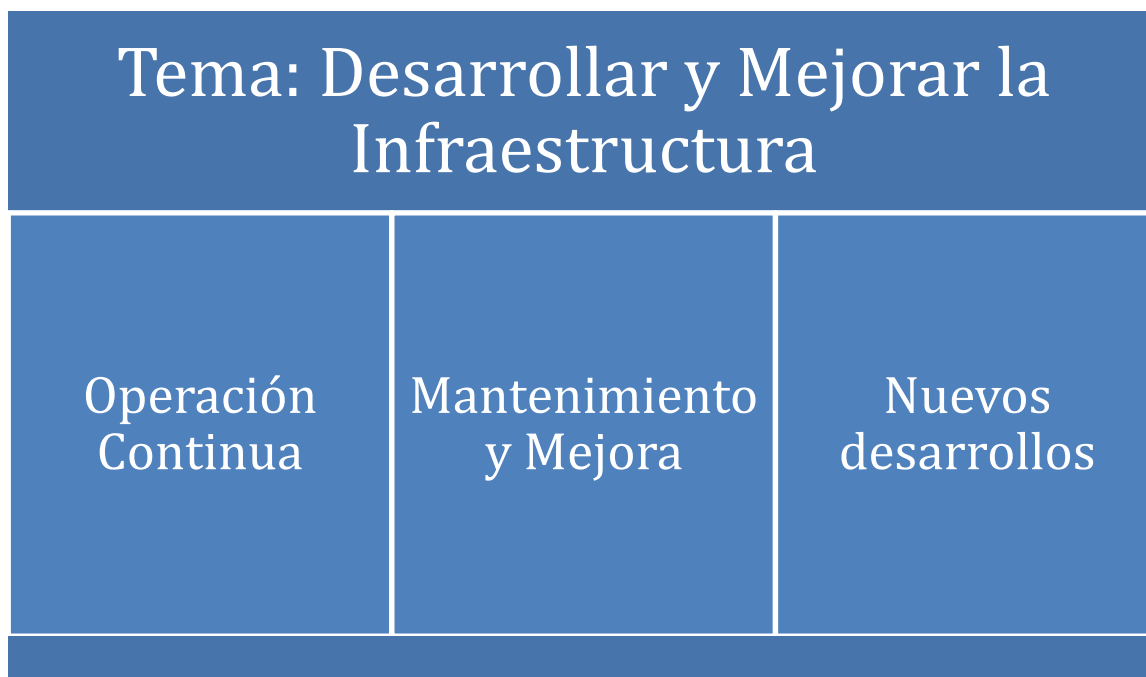 Tema: Desarrollar y Mejorar la
Infraestructura
Operación
Continua
Mantenimiento
y Mejora
Nuevos
desarrollos